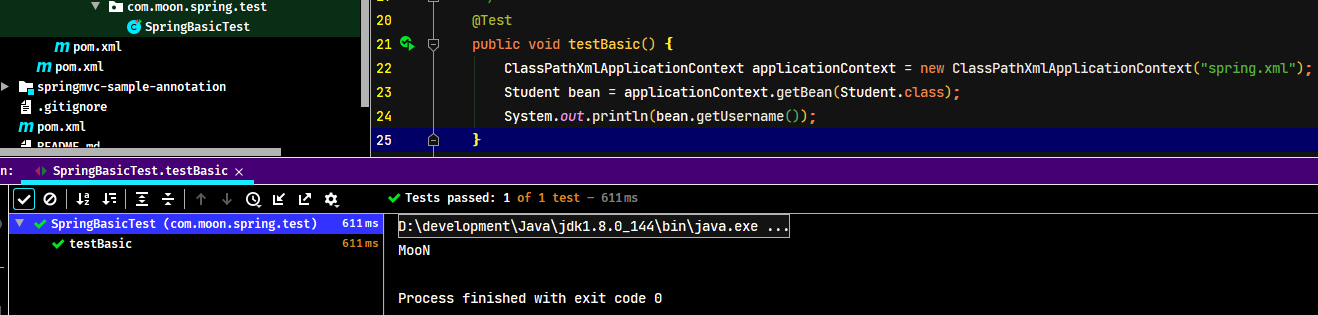 com.moon.spring.test
SpringBasicTest
pom.xml
pom.xml
springmvc-sample-annotation
.gitignore
pom.xml
README.md
20 @Test
21 public void testBasic() {
22 ClassPathXmlApplicationContext applicationContext = new ClassPathXmlApplicationContext("spring.xml");
23 Student bean = applicationContext.getBean(Student.class);
24 System.out.println(bean.getUsername());
25 }
n: SpringBasicTest.testBasic ×
Tests passed: 1 of 1 test – 611 ms
SpringBasicTest (com.moon.spring.test) 611 ms
testBasic 611 ms
D:\development\Java\jdk1.8.0_144\bin\java.exe ...
MooN
Process finished with exit code 0